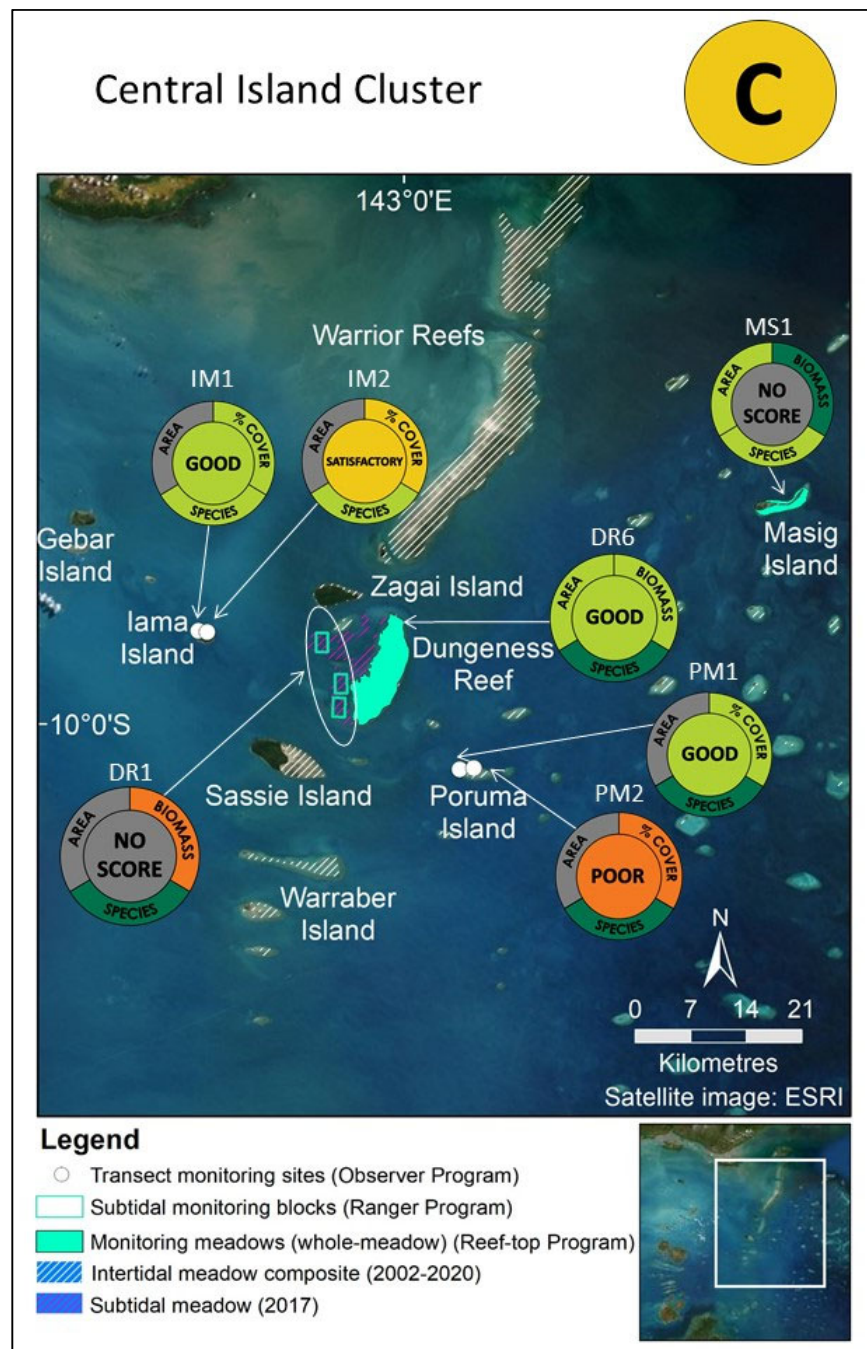 Central Island Cluster
C
143°0'E
Warrior Reefs
MS1
AREA
BIOMASS
NO
SCORE
SPECIES
IM1
AREA
% COVER
GOOD
SPECIES
IM2
AREA
% COVER
SATISFACTORY
SPECIES
Masig
Island
Gebar
Island
DR6
AREA
BIOMASS
GOOD
SPECIES
Zagai Island
Iama
Island
Dungeness
Reef
PM1
AREA
% COVER
GOOD
SPECIES
10°0'S
DR1
AREA
BIOMASS
NO
SCORE
SPECIES
Sassie Island
Poruma
Island
PM2
AREA
% COVER
POOR
SPECIES
Warraber
Island
N
0 7 14 21
Kilometres
Satellite image: ESRI
Legend
Transect monitoring sites (Observer Program)
Subtidal monitoring blocks (Ranger Program)
Monitoring meadows (whole-meadow) (Reef-top Program)
Intertidal meadow composite (2002-2020)
Subtidal meadow (2017)